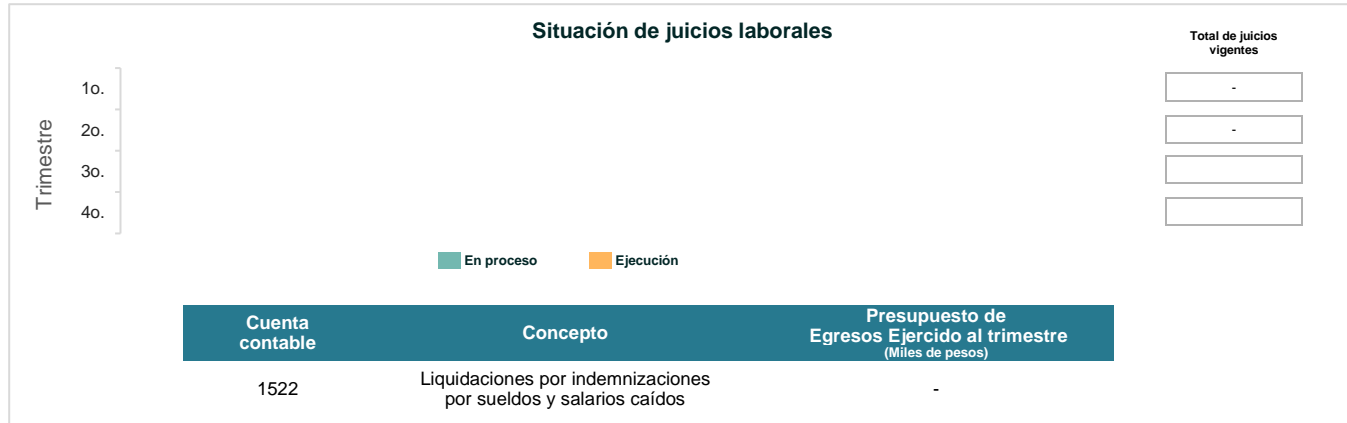 Situación de juicios laborales
Total de juicios
vigentes
Trimestre
1o.
-
2o.
-
3o.
4o.
En proceso
Ejecución
Cuenta
contable
Concepto
Presupuesto de
Egresos Ejercido al trimestre
(Miles de pesos)
1522
Liquidaciones por indemnizaciones
por sueldos y salarios caídos
-